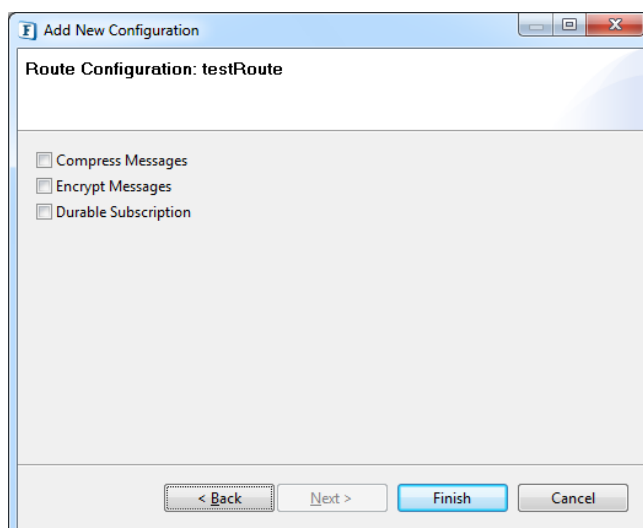 Add New Configuration
Route Configuration: testRoute
Compress Messages
Encrypt Messages
Durable Subscription
< Back
Next >
Finish
Cancel